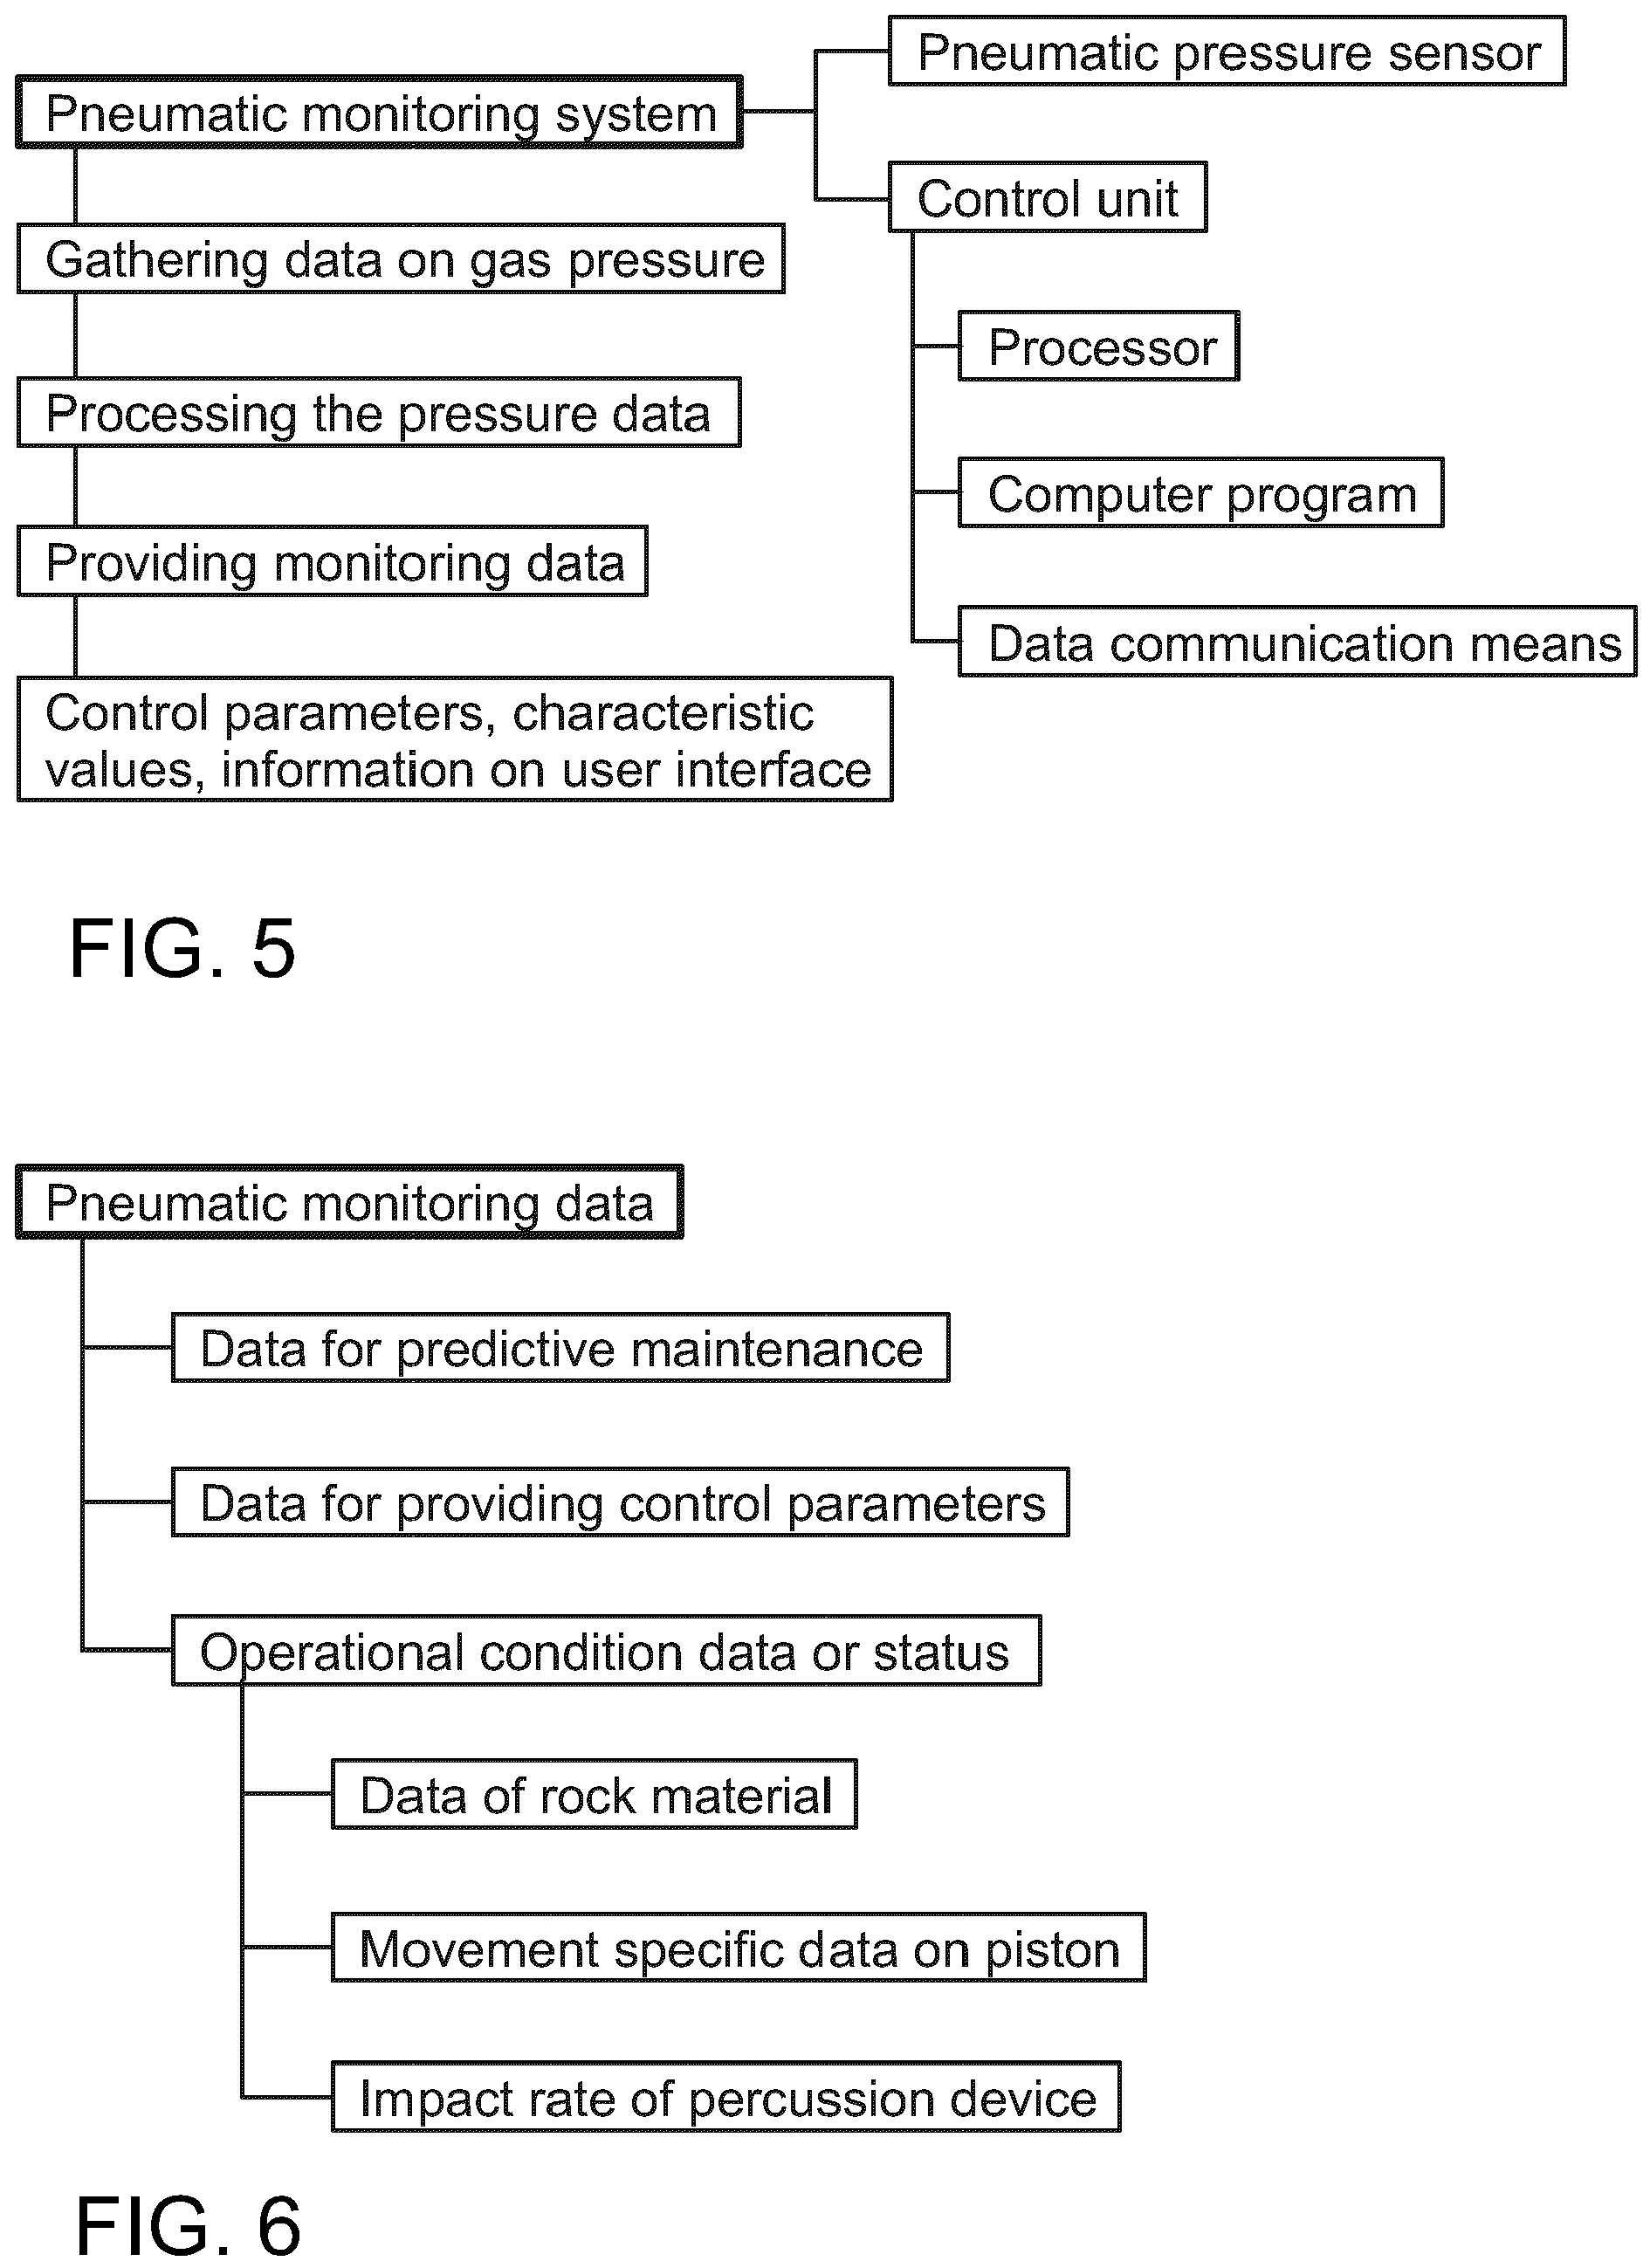 Pneumatic monitoring system
Gathering data on gas pressure
Processing the pressure data
Providing monitoring data
Control parameters, characteristic
values, information on user interface
Pneumatic pressure sensor
Control unit
Processor
Computer program
Data communication means
FIG. 5
Pneumatic monitoring data
Data for predictive maintenance
Data for providing control parameters
Operational condition data or status
Data of rock material
Movement specific data on piston
Impact rate of percussion device
FIG. 6